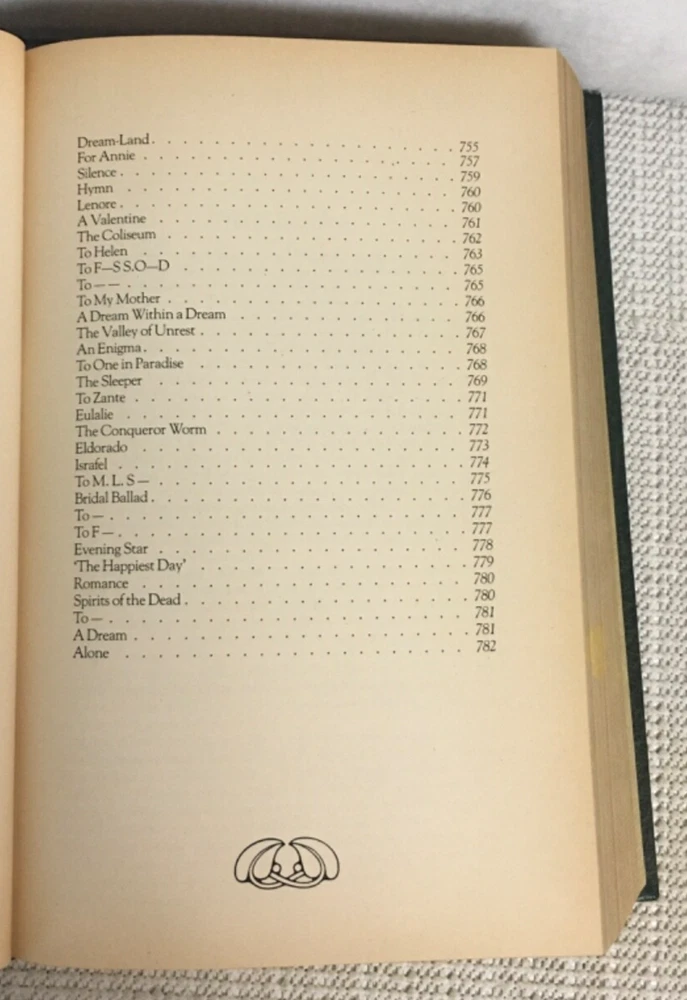 Dream-Land. . . . . . . . . . . . . . . . . . . . 755
For Annie . . . . . . . . . . . . . . . . . . . . 757
Silence. . . . . . . . . . . . . . . . . . . . . 759
Hymn . . . . . . . . . . . . . . . . . . . . . 760
Lenore. . . . . . . . . . . . . . . . . . . . . 760
A Valentine . . . . . . . . . . . . . . . . . . . 761
The Coliseum . . . . . . . . . . . . . . . . . . 762
To Helen . . . . . . . . . . . . . . . . . . . . 763
To F—S S. O—D . . . . . . . . . . . . . . . . . 765
To — — . . . . . . . . . . . . . . . . . . . . 765
To My Mother . . . . . . . . . . . . . . . . . . 766
A Dream Within a Dream . . . . . . . . . . . . . . 766
The Valley of Unrest . . . . . . . . . . . . . . . . 767
An Enigma. . . . . . . . . . . . . . . . . . . . 768
To One in Paradise . . . . . . . . . . . . . . . . 768
The Sleeper . . . . . . . . . . . . . . . . . . . 769
To Zante . . . . . . . . . . . . . . . . . . . . 771
Eulalie . . . . . . . . . . . . . . . . . . . . . 771
The Conqueror Worm . . . . . . . . . . . . . . . 772
Eldorado . . . . . . . . . . . . . . . . . . . . 773
Israfel . . . . . . . . . . . . . . . . . . . . . 774
To M. L. S — . . . . . . . . . . . . . . . . . . 775
Bridal Ballad . . . . . . . . . . . . . . . . . . . 776
To — . . . . . . . . . . . . . . . . . . . . . 777
To F —. . . . . . . . . . . . . . . . . . . . . 777
Evening Star . . . . . . . . . . . . . . . . . . . 778
‘The Happiest Day’ . . . . . . . . . . . . . . . . 779
Romance . . . . . . . . . . . . . . . . . . . . 780
Spirits of the Dead . . . . . . . . . . . . . . . . . 780
To — . . . . . . . . . . . . . . . . . . . . . 781
A Dream . . . . . . . . . . . . . . . . . . . . 781
Alone . . . . . . . . . . . . . . . . . . . . . 782